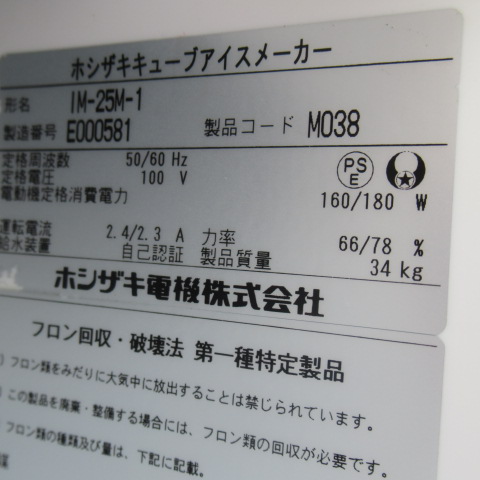 ホシザキキューブアイスメーカー
形名 IM-25M-1
製造番号 E000581 製品コード M038
定格周波数 50/60 Hz
定格電圧 100 V
電動機定格消費電力 160/180 W
PS
E
運転電流 2.4/2.3 A 力率 66/78 %
給水装置 自己認証 製品質量 34 kg
ホシザキ電機株式会社
フロン回収・破壊法 第一種特定製品
) フロン類をみだりに大気中に放出することは禁じられています。
) この製品を廃棄・整備する場合には、フロン類の回収が必要です。
) フロン類の種類及び量は、下記に記載。